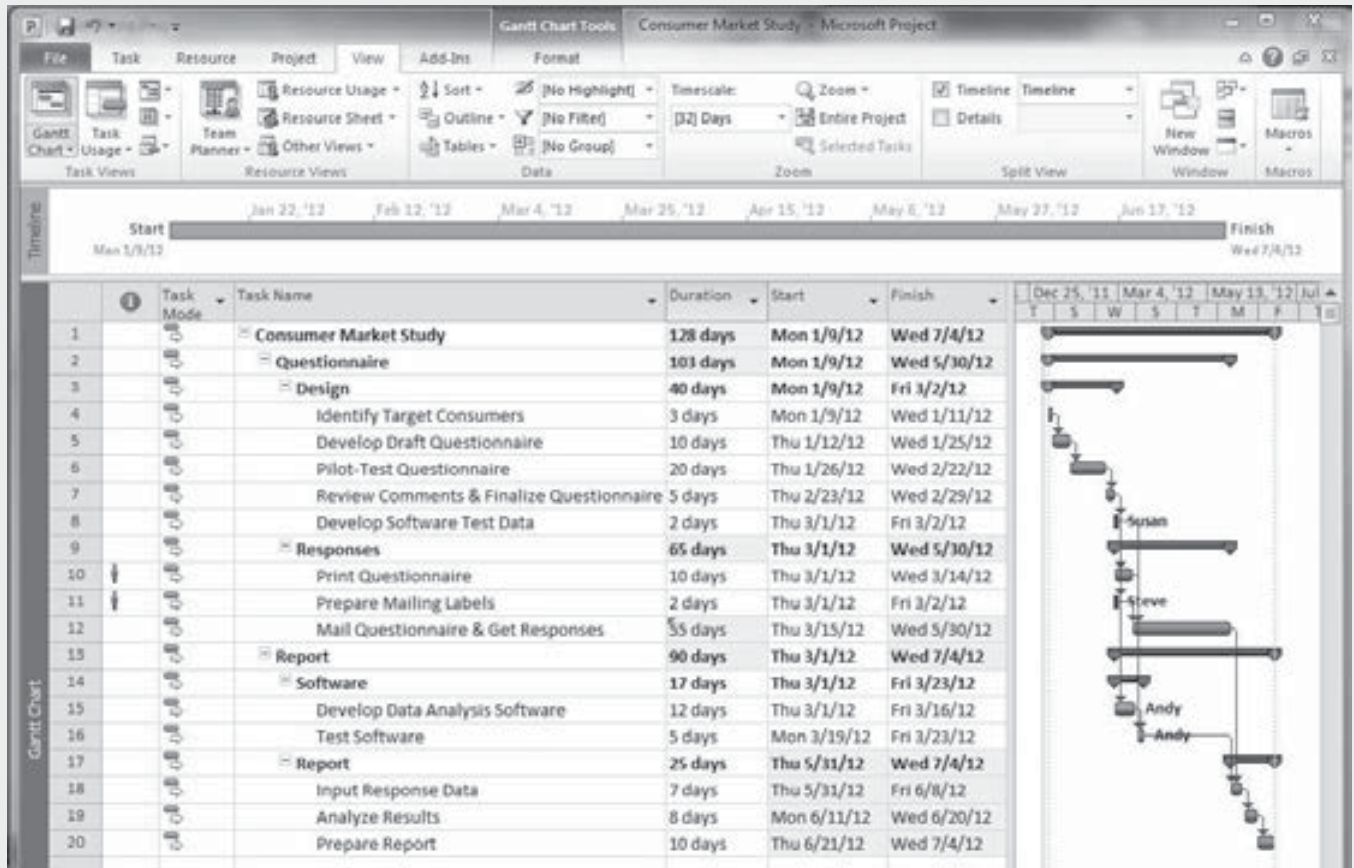 Gantt Chart Tools Consumer Market Study - Microsoft Project
File Task Resource Project View Add-Ins Format
Gantt Chart Task Usage Team Planner Resource Usage Resource Sheet Other Views
Sort Outline Tables [No Highlight] [No Filter] [No Group]
Timescale: [32] Days Zoom Entire Project Selected Tasks
Timeline Timeline Details New Window Macros
Task Views Resource Views Data Zoom Split View Window Macros
Timeline
Jan 22, '12 Feb 12, '12 Mar 4, '12 Mar 25, '12 Apr 15, '12 May 6, '12 May 27, '12 Jun 17, '12
Start Finish
Mon 1/9/12 Wed 7/4/12
Task Mode Task Name Duration Start Finish Dec 25, '11 Mar 4, '12 May 13, '12 Jul
T S W S T M F T
1 Consumer Market Study 128 days Mon 1/9/12 Wed 7/4/12
2 Questionnaire 103 days Mon 1/9/12 Wed 5/30/12
3 Design 40 days Mon 1/9/12 Fri 3/2/12
4 Identify Target Consumers 3 days Mon 1/9/12 Wed 1/11/12
5 Develop Draft Questionnaire 10 days Thu 1/12/12 Wed 1/25/12
6 Pilot-Test Questionnaire 20 days Thu 1/26/12 Wed 2/22/12
7 Review Comments & Finalize Questionnaire 5 days Thu 2/23/12 Wed 2/29/12
8 Develop Software Test Data 2 days Thu 3/1/12 Fri 3/2/12 Susan
9 Responses 65 days Thu 3/1/12 Wed 5/30/12
10 Print Questionnaire 10 days Thu 3/1/12 Wed 3/14/12
11 Prepare Mailing Labels 2 days Thu 3/1/12 Fri 3/2/12 Steve
12 Mail Questionnaire & Get Responses 55 days Thu 3/15/12 Wed 5/30/12
13 Report 90 days Thu 3/1/12 Wed 7/4/12
14 Software 17 days Thu 3/1/12 Fri 3/23/12
15 Develop Data Analysis Software 12 days Thu 3/1/12 Fri 3/16/12 Andy
16 Test Software 5 days Mon 3/19/12 Fri 3/23/12 Andy
17 Report 25 days Thu 5/31/12 Wed 7/4/12
18 Input Response Data 7 days Thu 5/31/12 Fri 6/8/12
19 Analyze Results 8 days Mon 6/11/12 Wed 6/20/12
20 Prepare Report 10 days Thu 6/21/12 Wed 7/4/12
Gantt Chart